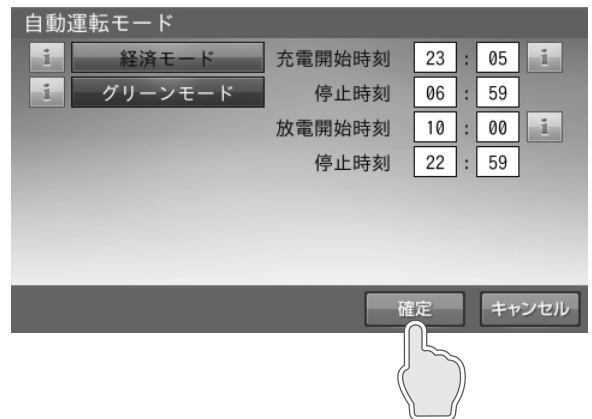 自動運転モード
i 経済モード 充電開始時刻 23 : 05 i
i グリーンモード 停止時刻 06 : 59
放電開始時刻 10 : 00 i
停止時刻 22 : 59
確定 キャンセル